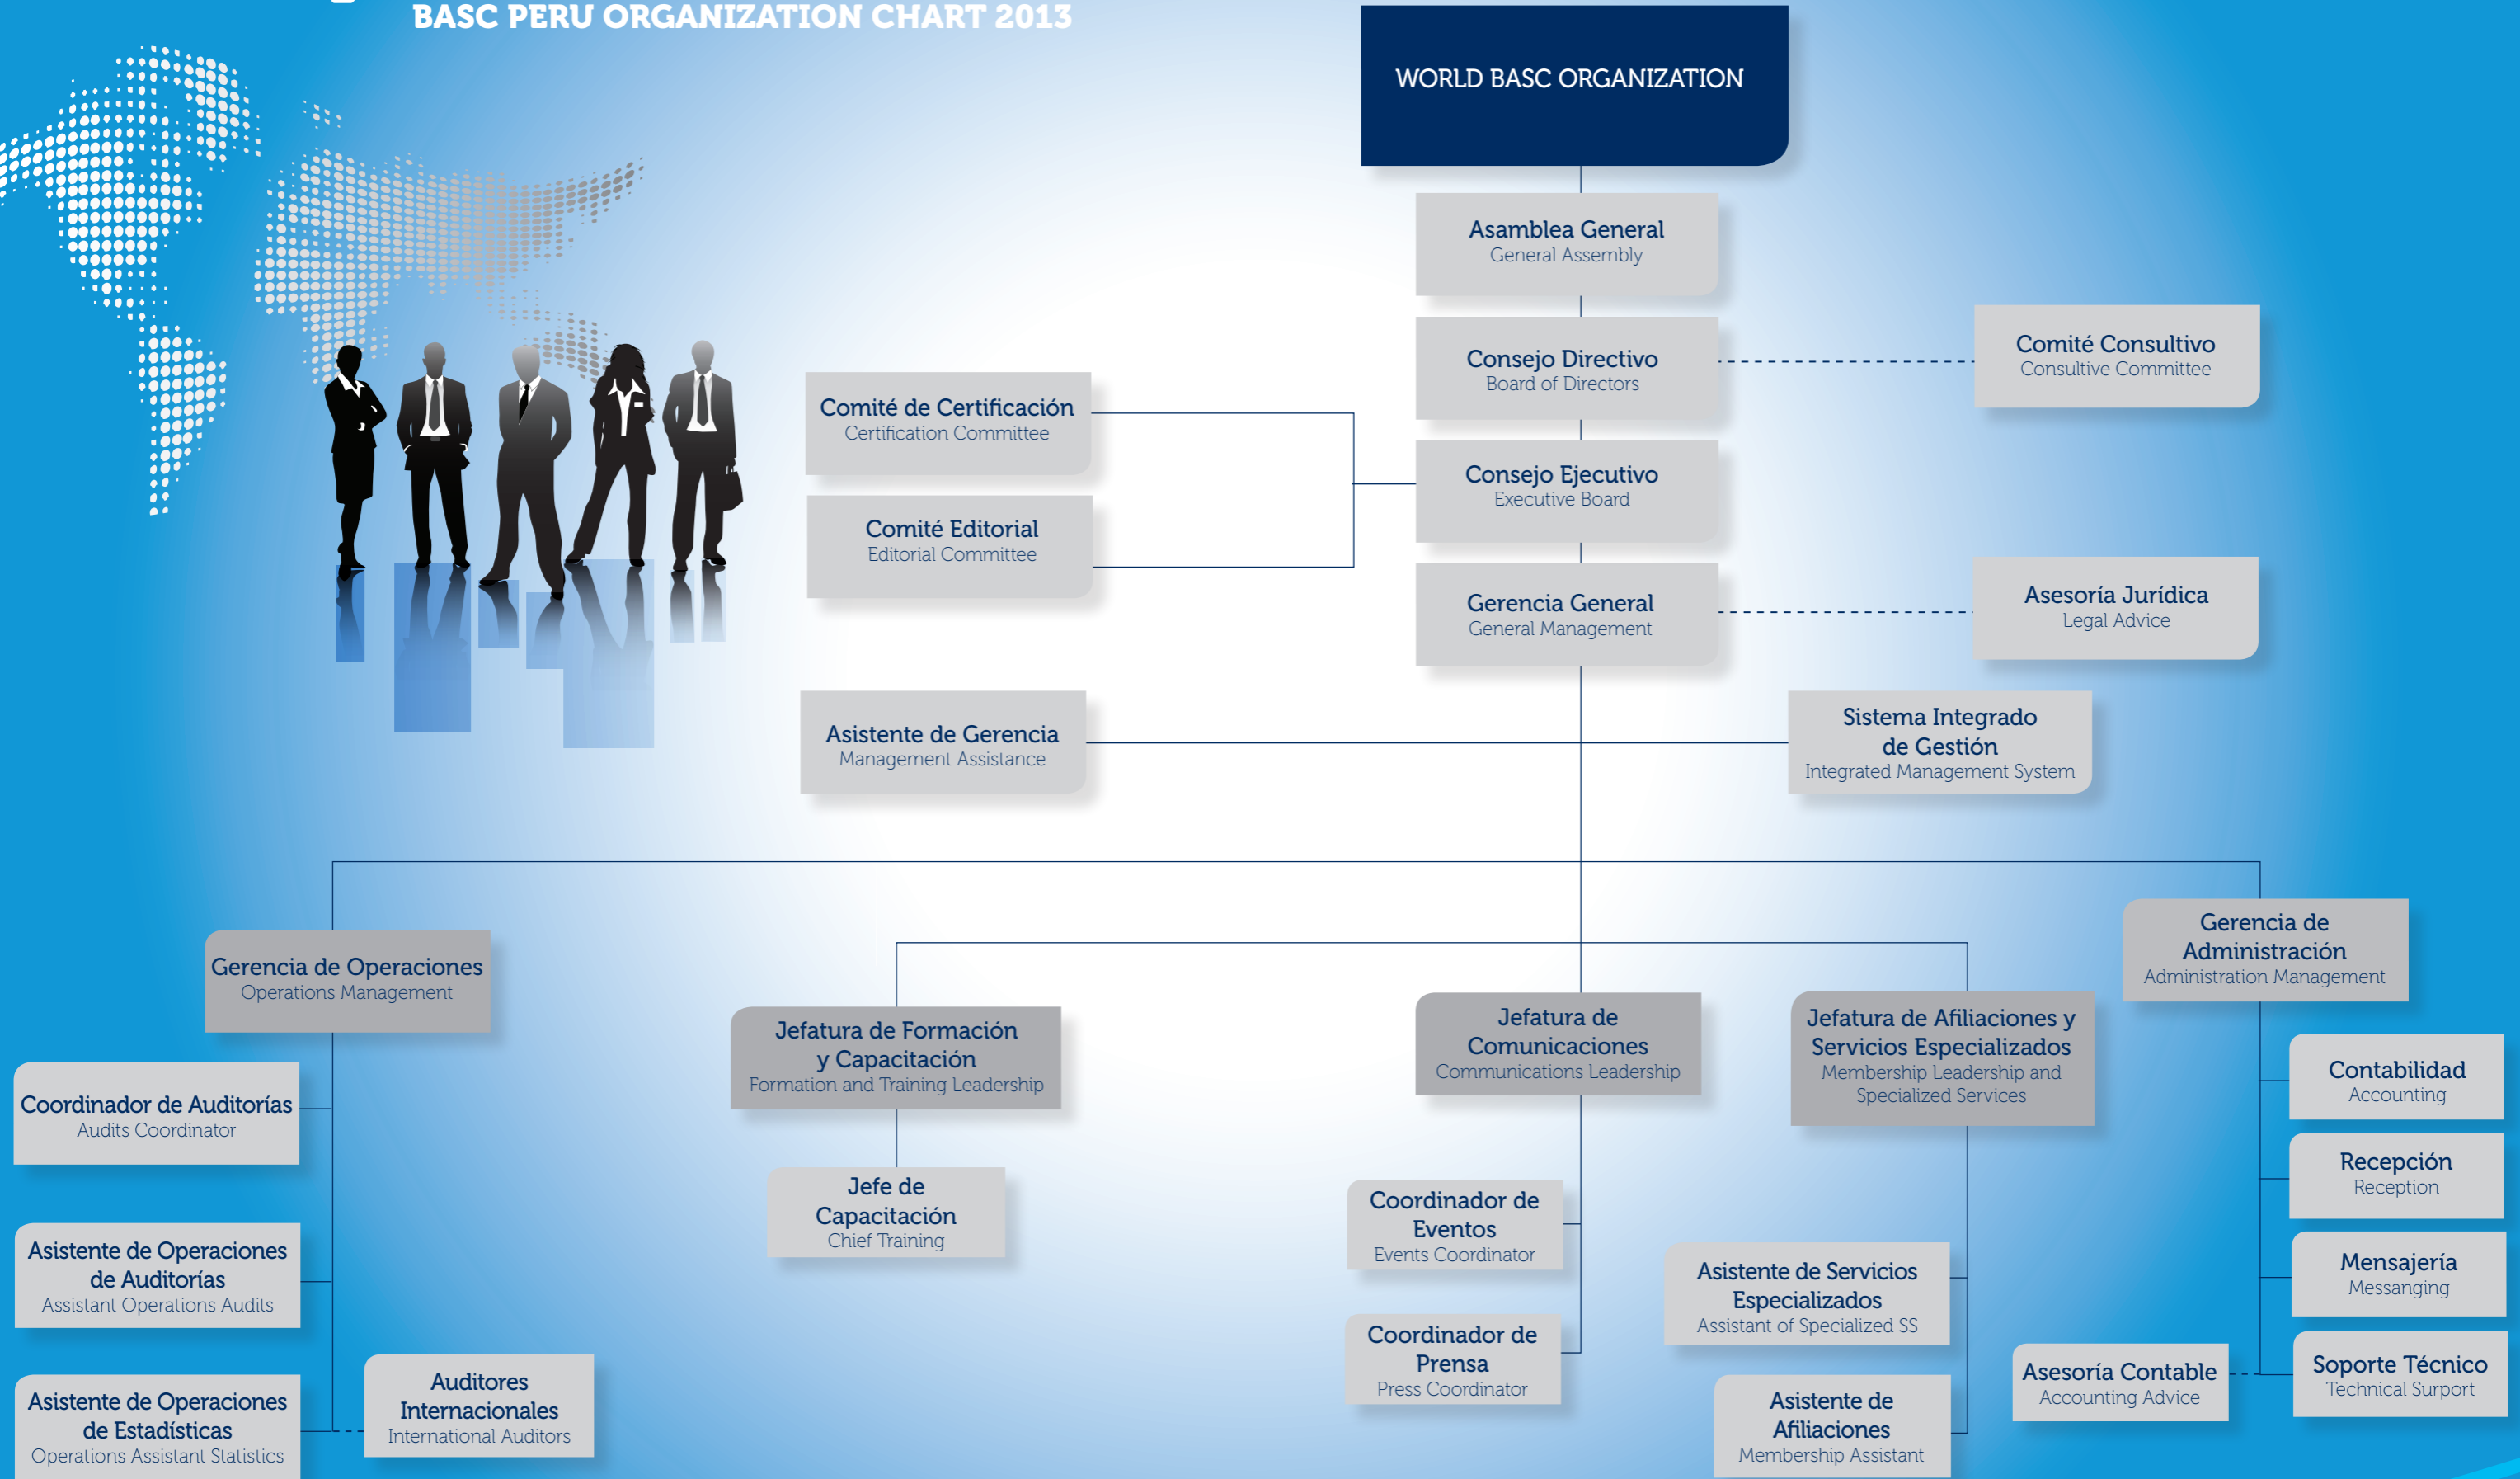 BASC PERU ORGANIZATION CHART 2013
WORLD BASC ORGANIZATION
Asamblea General
General Assembly
Consejo Directivo
Board of Directors
Comité Consultivo
Consultive Committee
Comité de Certificación
Certification Committee
Consejo Ejecutivo
Executive Board
Comité Editorial
Editorial Committee
Gerencia General
General Management
Asesoría Jurídica
Legal Advice
Asistente de Gerencia
Management Assistance
Sistema Integrado
de Gestión
Integrated Management System
Gerencia de Operaciones
Operations Management
Coordinador de Auditorías
Audits Coordinator
Asistente de Operaciones
de Auditorías
Assistant Operations Audits
Asistente de Operaciones
de Estadísticas
Operations Assistant Statistics
Auditores
Internacionales
International Auditors
Jefatura de Formación
y Capacitación
Formation and Training Leadership
Jefe de
Capacitación
Chief Training
Jefatura de
Comunicaciones
Communications Leadership
Coordinador de
Eventos
Events Coordinator
Coordinador de
Prensa
Press Coordinator
Jefatura de Afiliaciones y
Servicios Especializados
Membership Leadership and
Specialized Services
Asistente de Servicios
Especializados
Assistant of Specialized SS
Asistente de
Afiliaciones
Membership Assistant
Gerencia de
Administración
Administration Management
Contabilidad
Accounting
Recepción
Reception
Mensajería
Messanging
Asesoría Contable
Accounting Advice
Soporte Técnico
Technical Surport